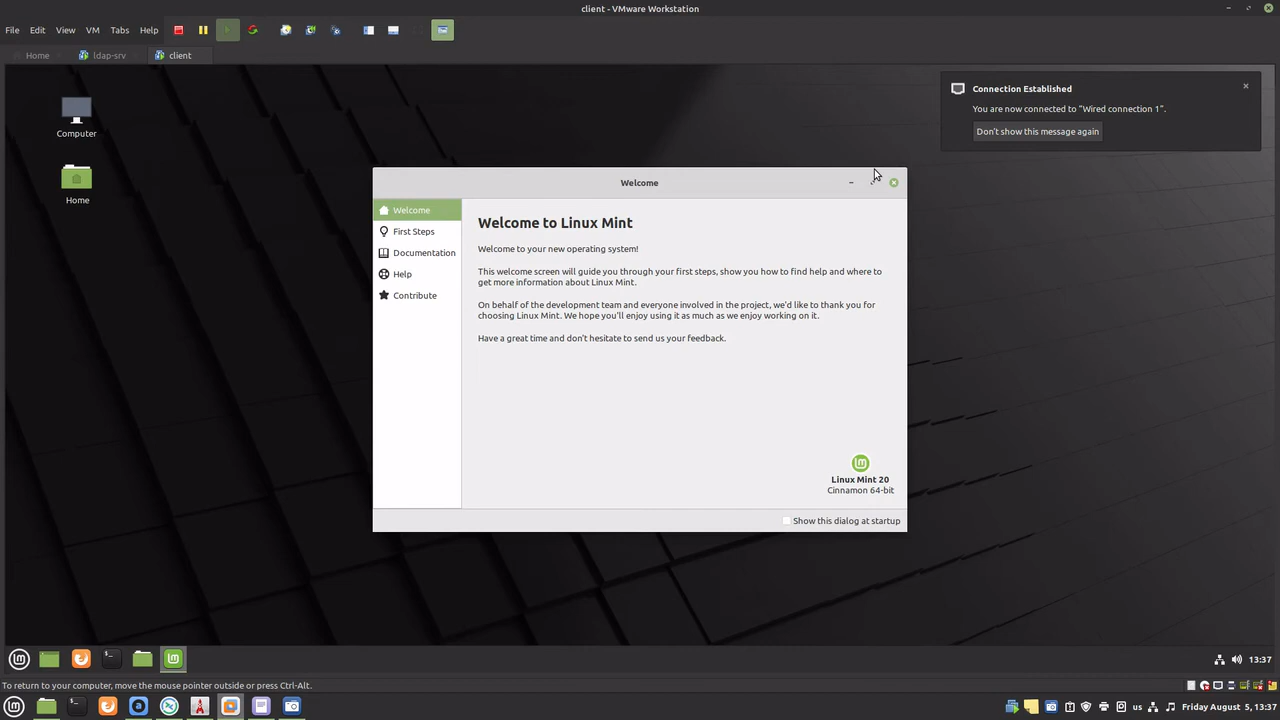 client - VMware Workstation
File Edit View VM Tabs Help
Home ldap-srv client
Computer
Home
Connection Established
You are now connected to "Wired connection 1".
Don't show this message again
Welcome
Welcome
First Steps
Documentation
Help
Contribute
Welcome to Linux Mint
Welcome to your new operating system!
This welcome screen will guide you through your first steps, show you how to find help and where to
get more information about Linux Mint.
On behalf of the development team and everyone involved in the project, we'd like to thank you for
choosing Linux Mint. We hope you'll enjoy using it as much as we enjoy working on it.
Have a great time and don't hesitate to send us your feedback.
Linux Mint 20
Cinnamon 64-bit
Show this dialog at startup
13:37
To return to your computer, move the mouse pointer outside or press Ctrl-Alt.
us Friday August 5, 13:37